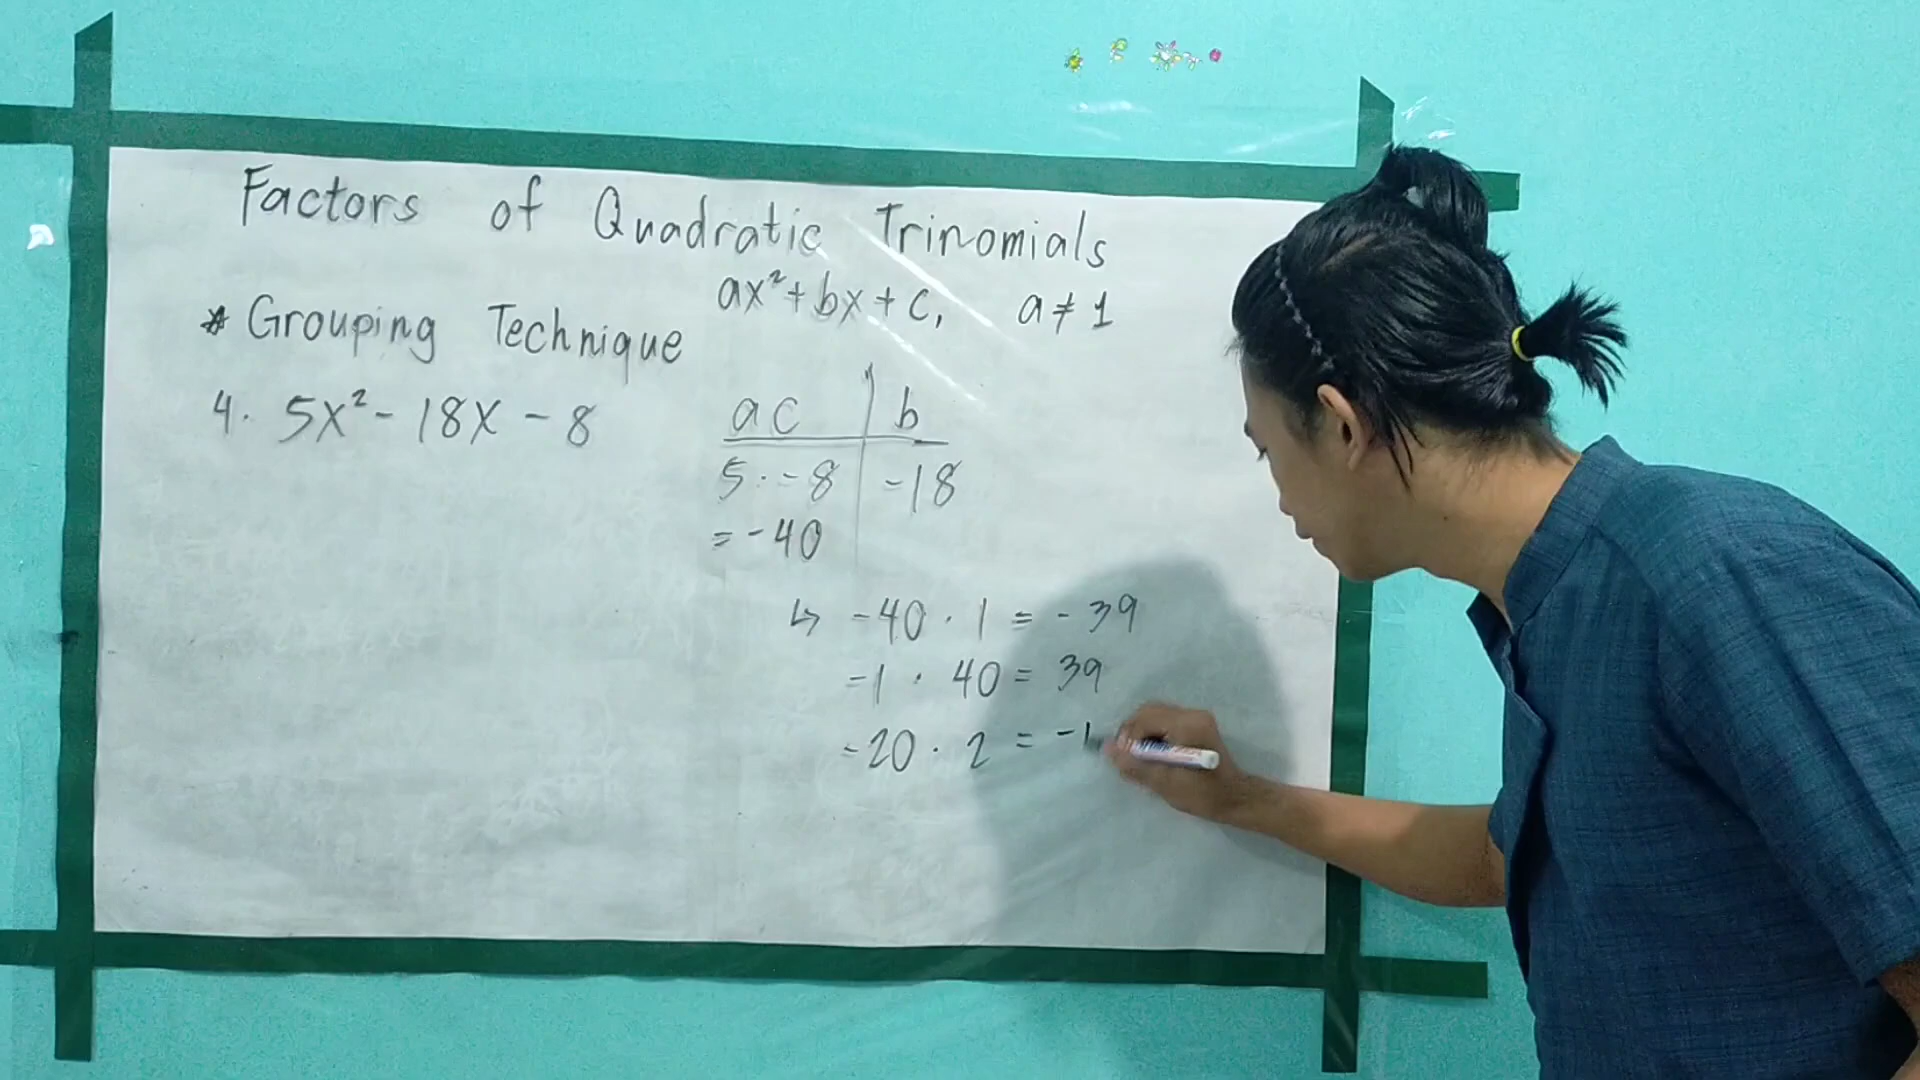 Factors of Quadratic Trinomials
ax²+bx+c, a≠1
* Grouping Technique
4. 5x² - 18x - 8
ac | b
5 · -8 | -18
= -40
↳ -40 · 1 = -39
-1 · 40 = 39
-20 · 2 = -1